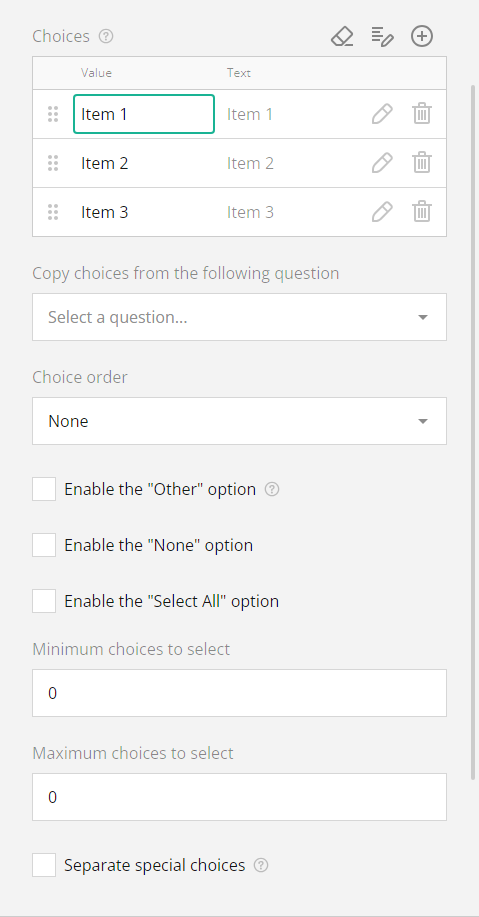 Choices
Value Text
Item 1 Item 1
Item 2 Item 2
Item 3 Item 3
Copy choices from the following question
Select a question...
Choice order
None
Enable the "Other" option
Enable the "None" option
Enable the "Select All" option
Minimum choices to select
0
Maximum choices to select
0
Separate special choices